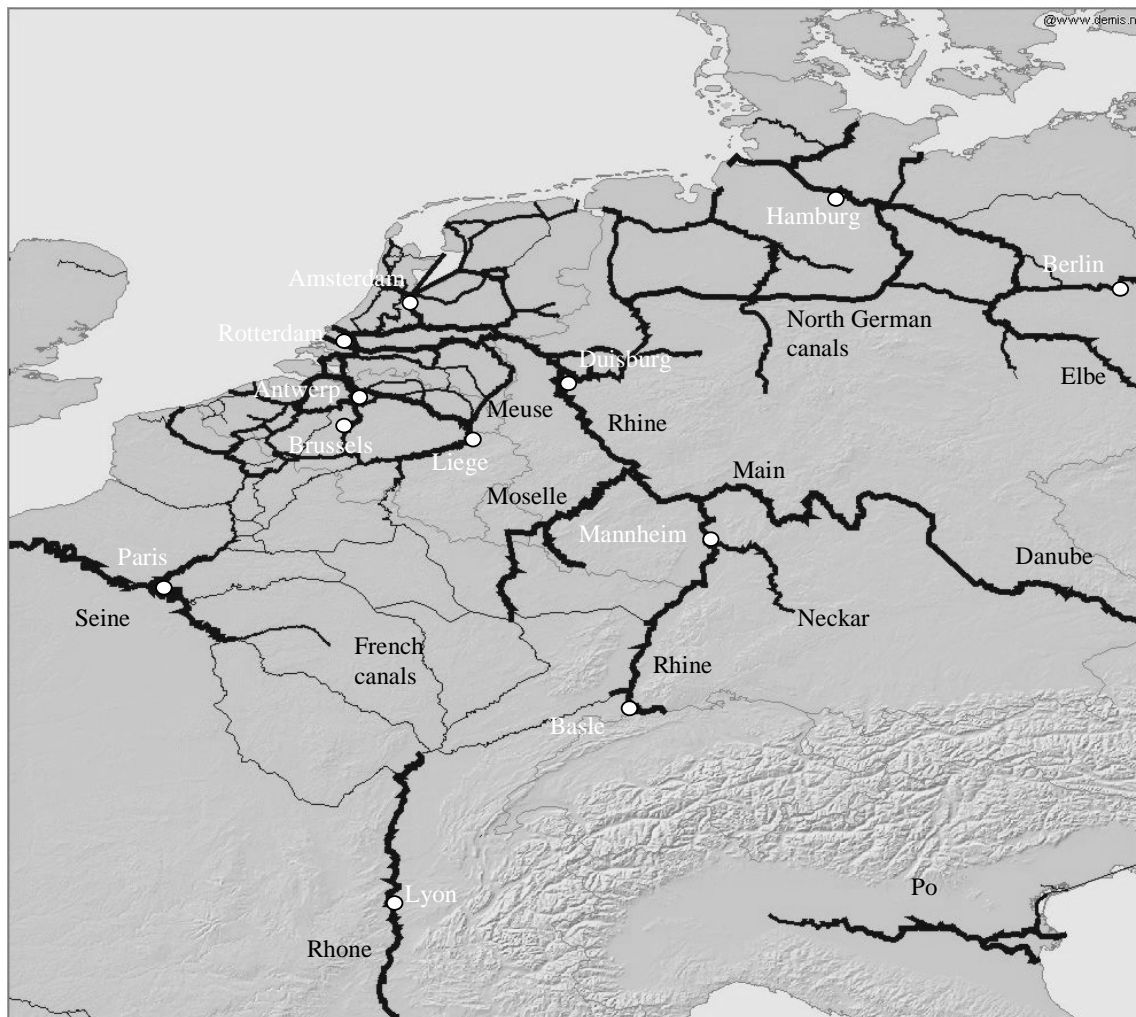 @www.demis.n
Hamburg
Berlin
Amsterdam
Rotterdam
North German
canals
Duisburg
Elbe
Antwerp
Meuse
Rhine
Brussels
Liege
Main
Moselle
Mannheim
Paris
Danube
Seine
Neckar
French
canals
Rhine
Basle
Po
Lyon
Rhone